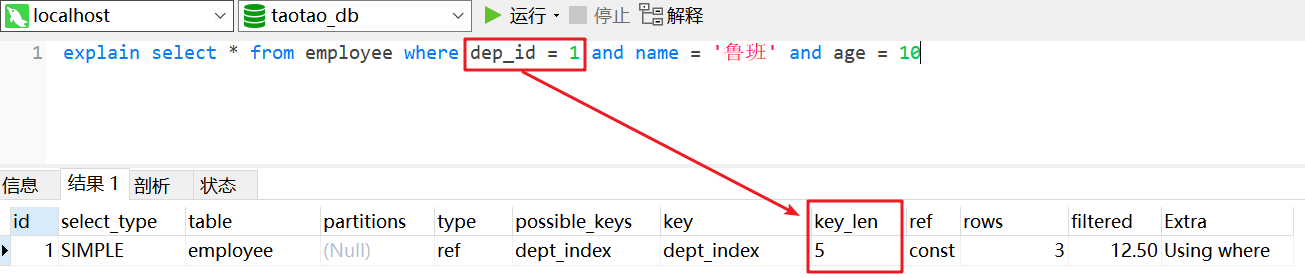 localhost taotao_db 运行 停止 解释
1 explain select * from employee where dep_id = 1 and name = '鲁班' and age = 10
信息 结果 1 剖析 状态
id select_type table partitions type possible_keys key key_len ref rows filtered Extra
1 SIMPLE employee (Null) ref dept_index dept_index 5 const 3 12.50 Using where